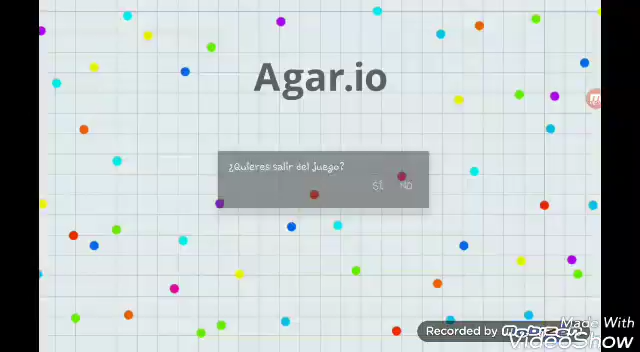 Agar.io
¿Quieres salir del juego?
SÍ NO
Recorded by
Made With
VideoShow